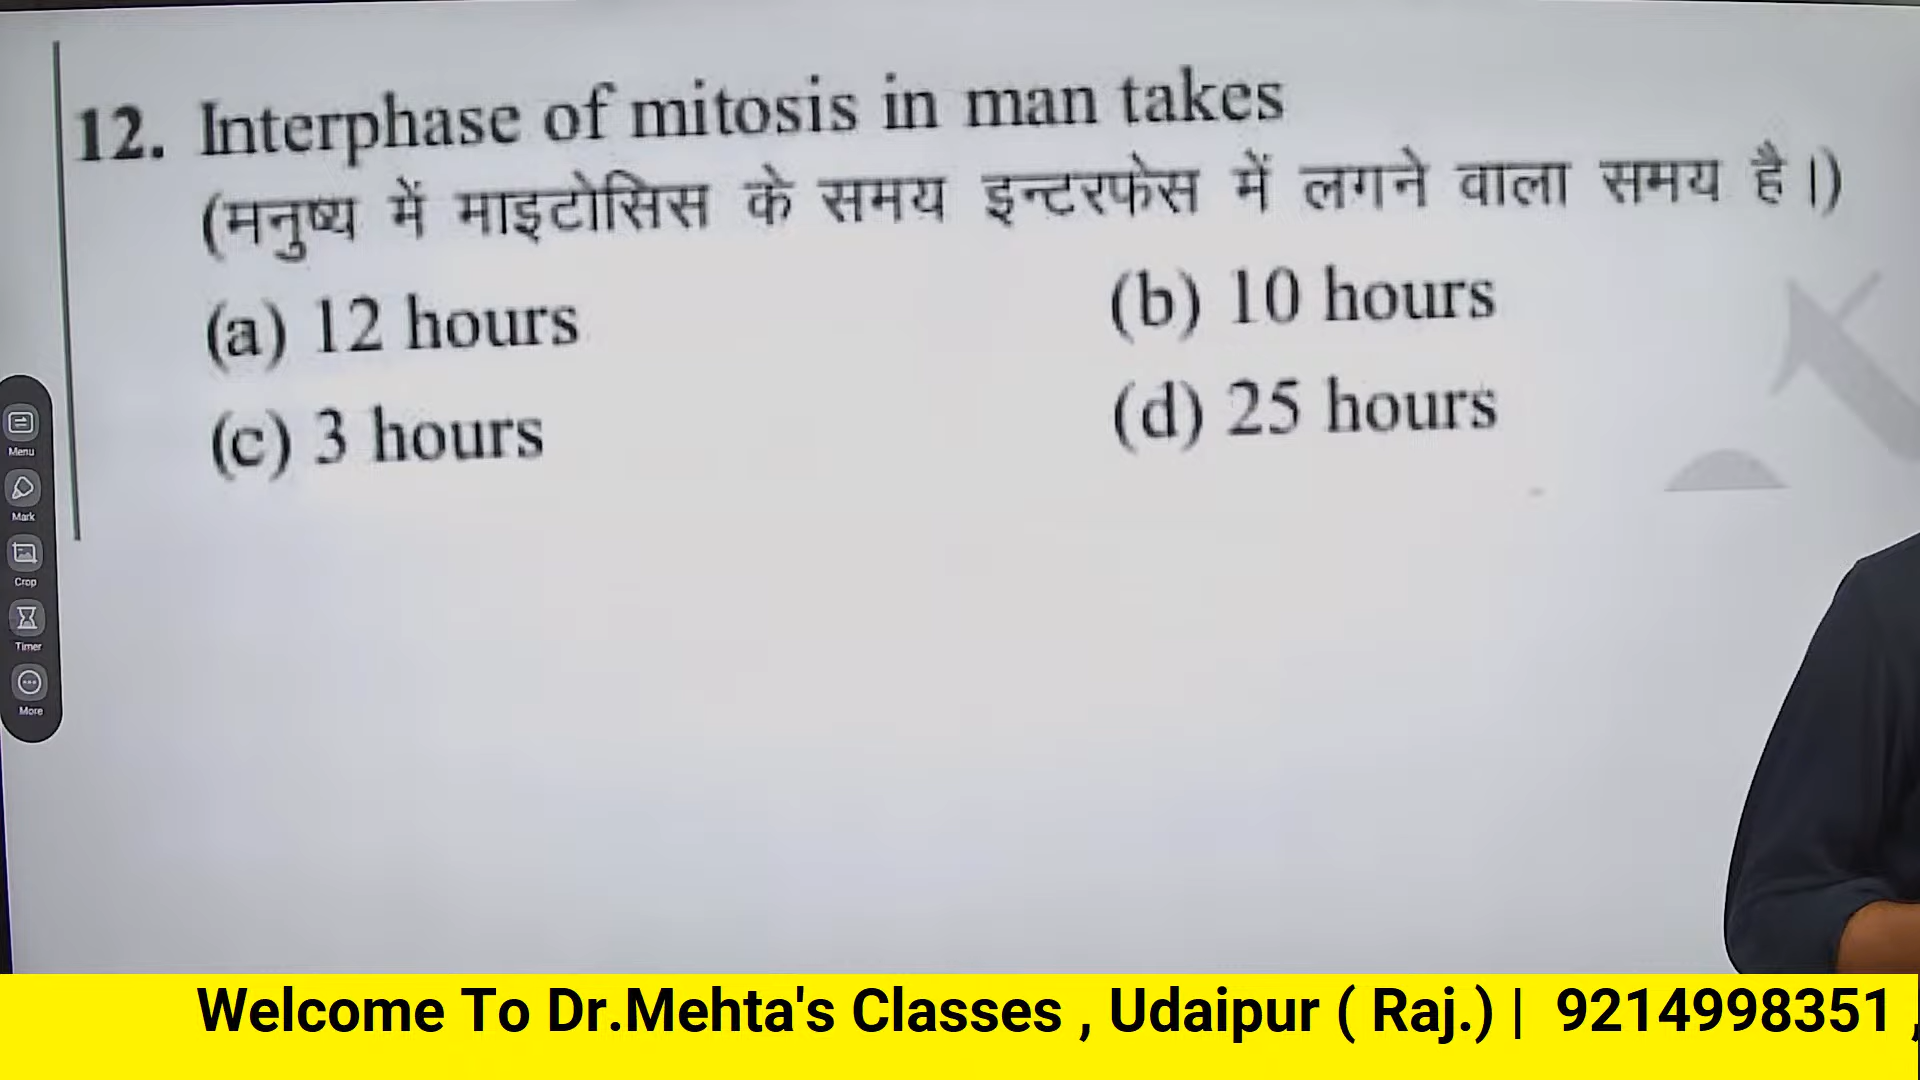 12. Interphase of mitosis in man takes
(मनुष्य में माइटोसिस के समय इन्टरफेस में लगने वाला समय है।)
(a) 12 hours
(b) 10 hours
(c) 3 hours
(d) 25 hours
Menu
Mark
Crop
Timer
More
Welcome To Dr.Mehta's Classes , Udaipur ( Raj.) | 9214998351 ,